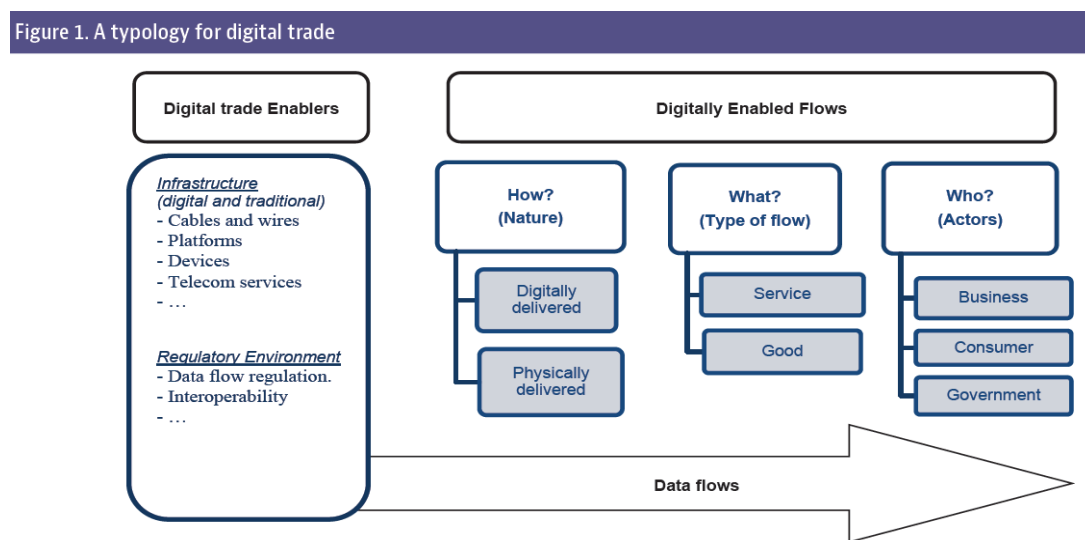 Figure 1. A typology for digital trade
Digital trade Enablers
Digitally Enabled Flows
Infrastructure
(digital and traditional)
- Cables and wires
- Platforms
- Devices
- Telecom services
- …
Regulatory Environment
- Data flow regulation.
- Interoperability
- …
How?
(Nature)
Digitally
delivered
Physically
delivered
What?
(Type of flow)
Service
Good
Who?
(Actors)
Business
Consumer
Government
Data flows